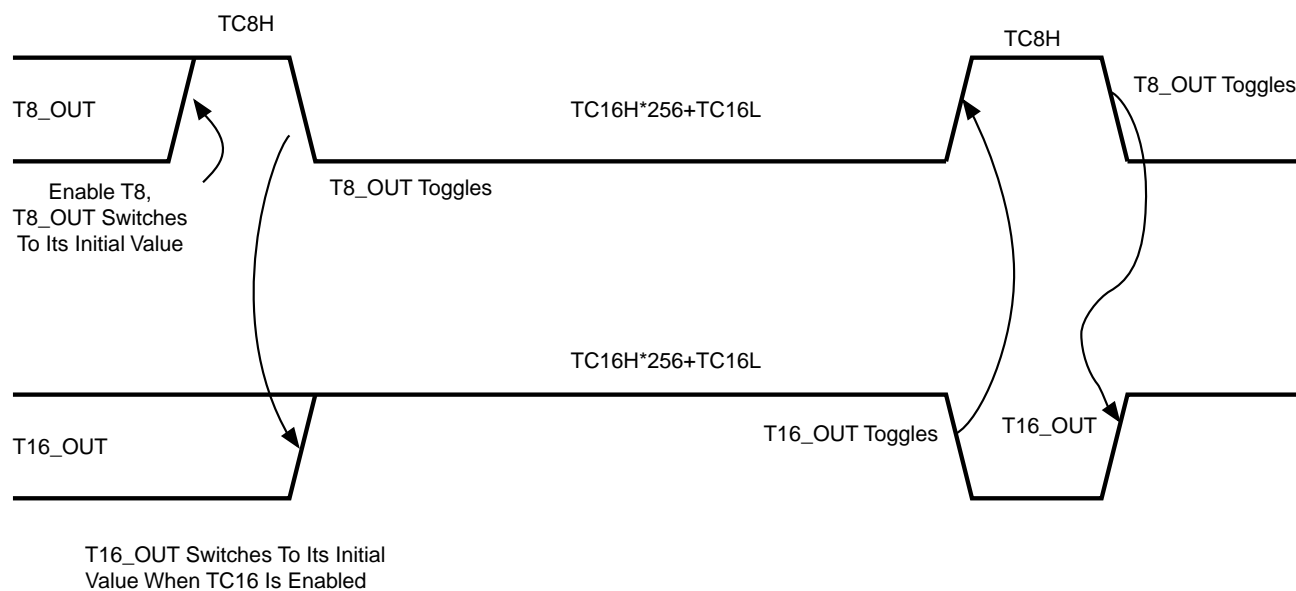 TC8H
TC8H
T8_OUT
TC16H*256+TC16L
T8_OUT Toggles
Enable T8,
T8_OUT Switches
To Its Initial Value
T8_OUT Toggles
TC16H*256+TC16L
T16_OUT
T16_OUT Toggles
T16_OUT
T16_OUT Switches To Its Initial
Value When TC16 Is Enabled